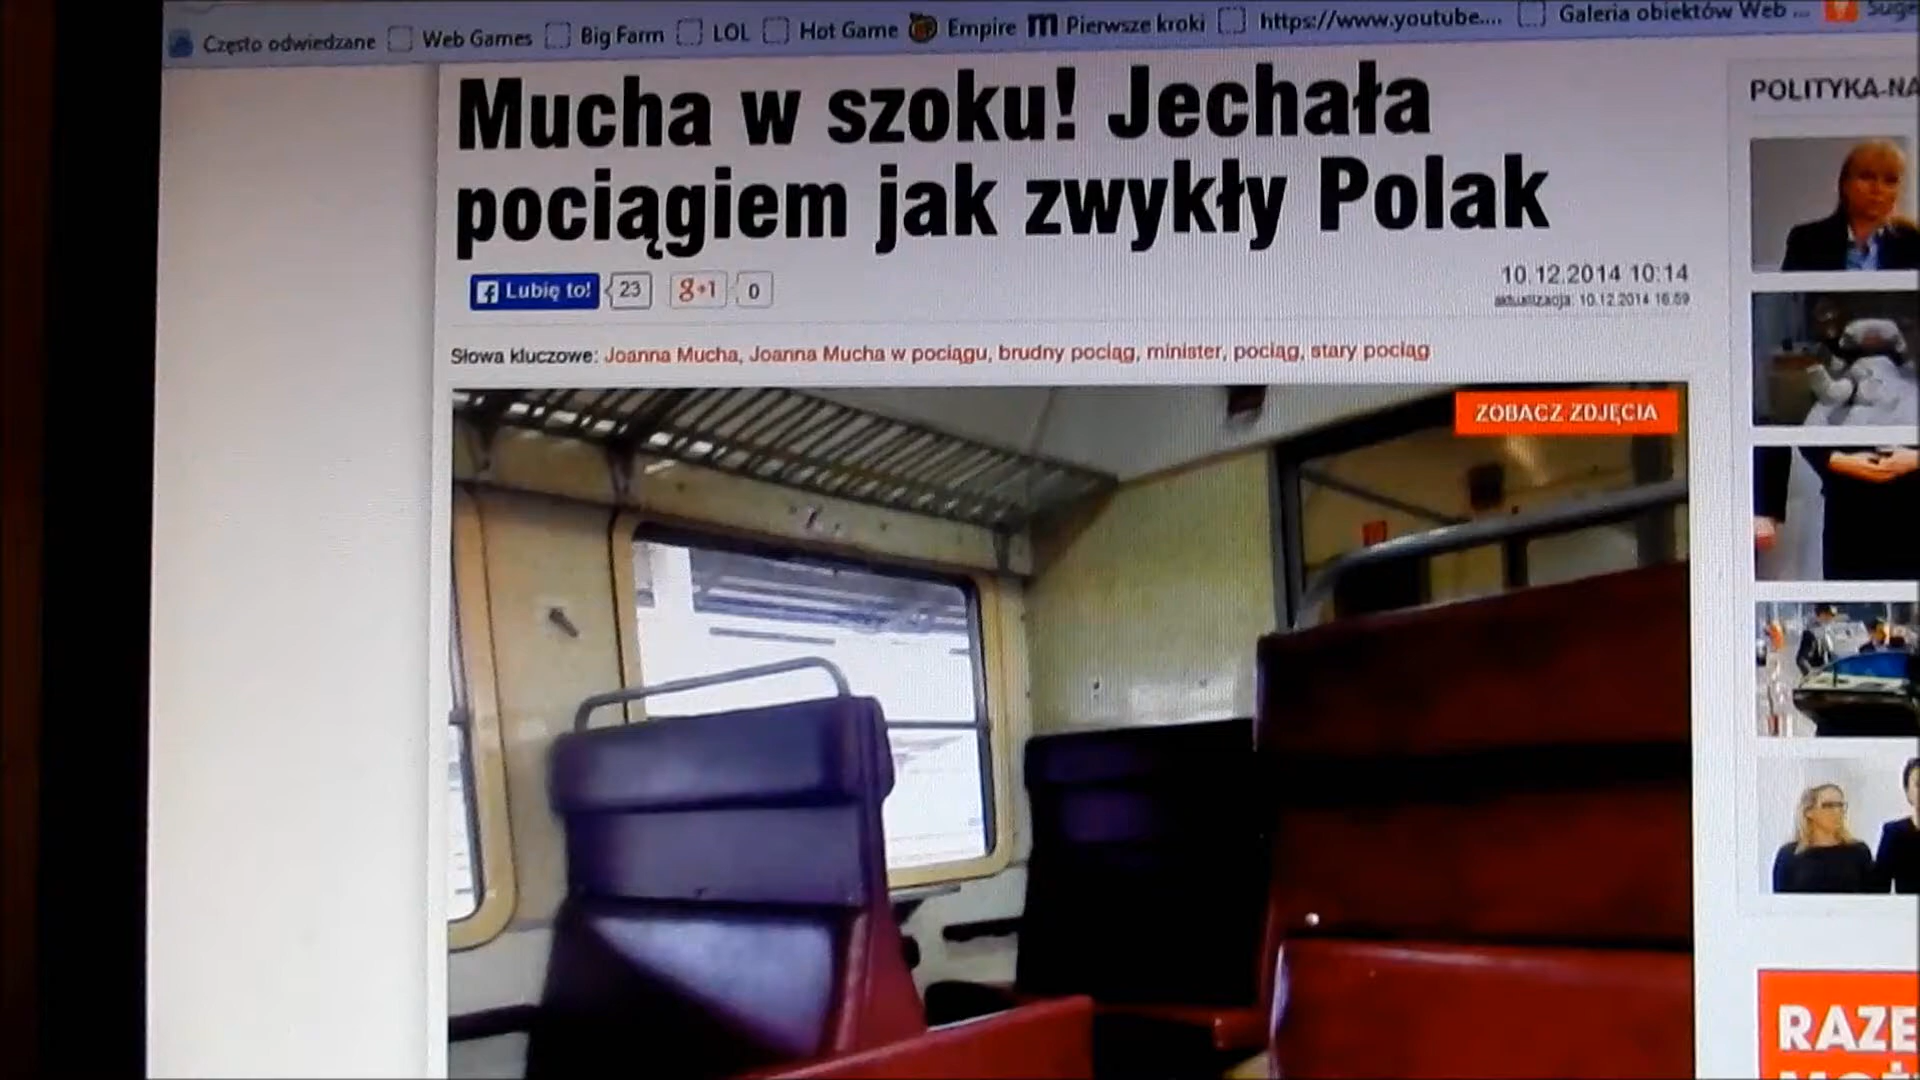 Często odwiedzane Web Games Big Farm LOL Hot Game Empire Pierwsze kroki https://www.youtube.... Galeria obiektów Web ...
Mucha w szoku! Jechała
pociągiem jak zwykły Polak
Lubię to! 23 g+1 0
10.12.2014 10:14
aktualizacja: 10.12.2014 16:59
Słowa kluczowe: Joanna Mucha, Joanna Mucha w pociągu, brudny pociąg, minister, pociąg, stary pociąg
ZOBACZ ZDJĘCIA
POLITYKA-NA
RAZE